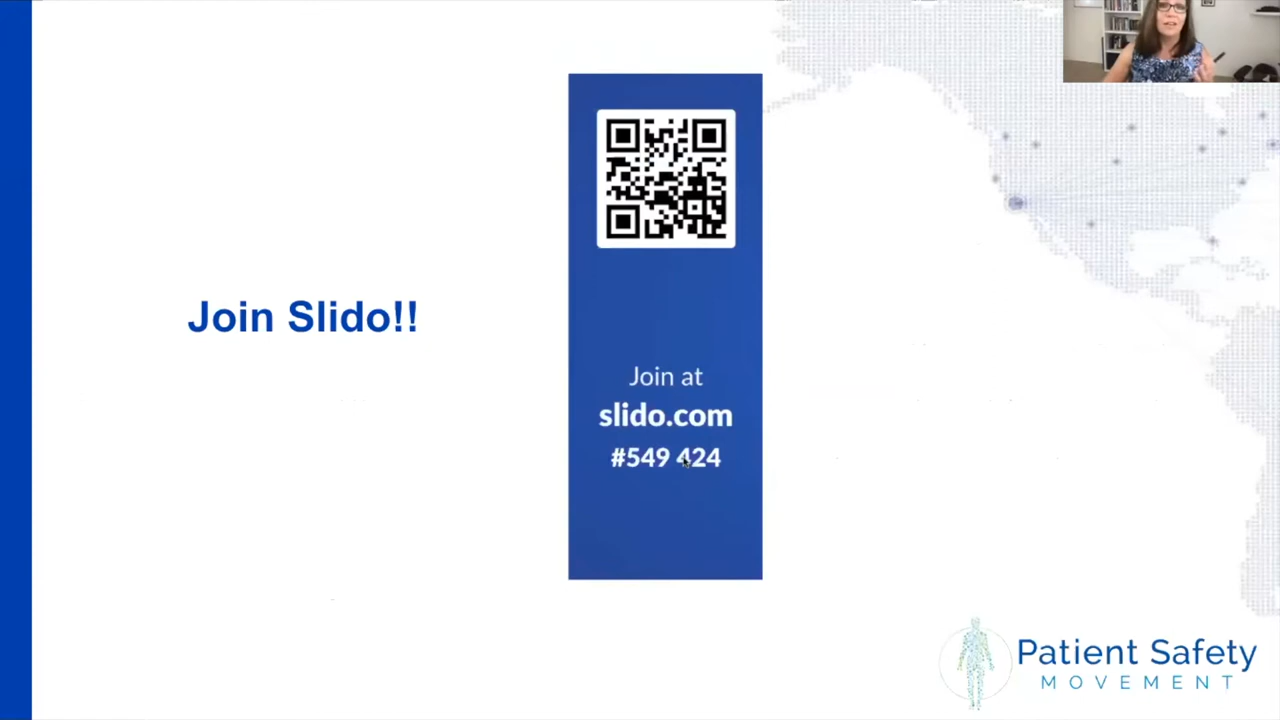 Join Slido!!
Join at
slido.com
#549 424
Patient Safety
MOVEMENT